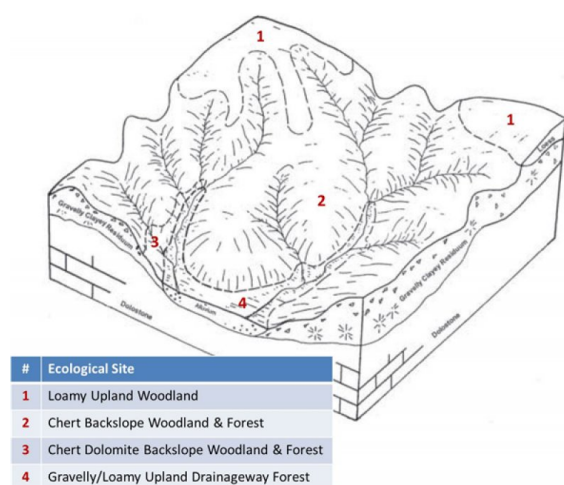 1
1
Loess
2
Gravelly Clayey Residuum
3
Gravelly Clayey Residuum
4
Alluvium
Dolostone
Dolostone
# Ecological Site
1 Loamy Upland Woodland
2 Chert Backslope Woodland & Forest
3 Chert Dolomite Backslope Woodland & Forest
4 Gravelly/Loamy Upland Drainageway Forest